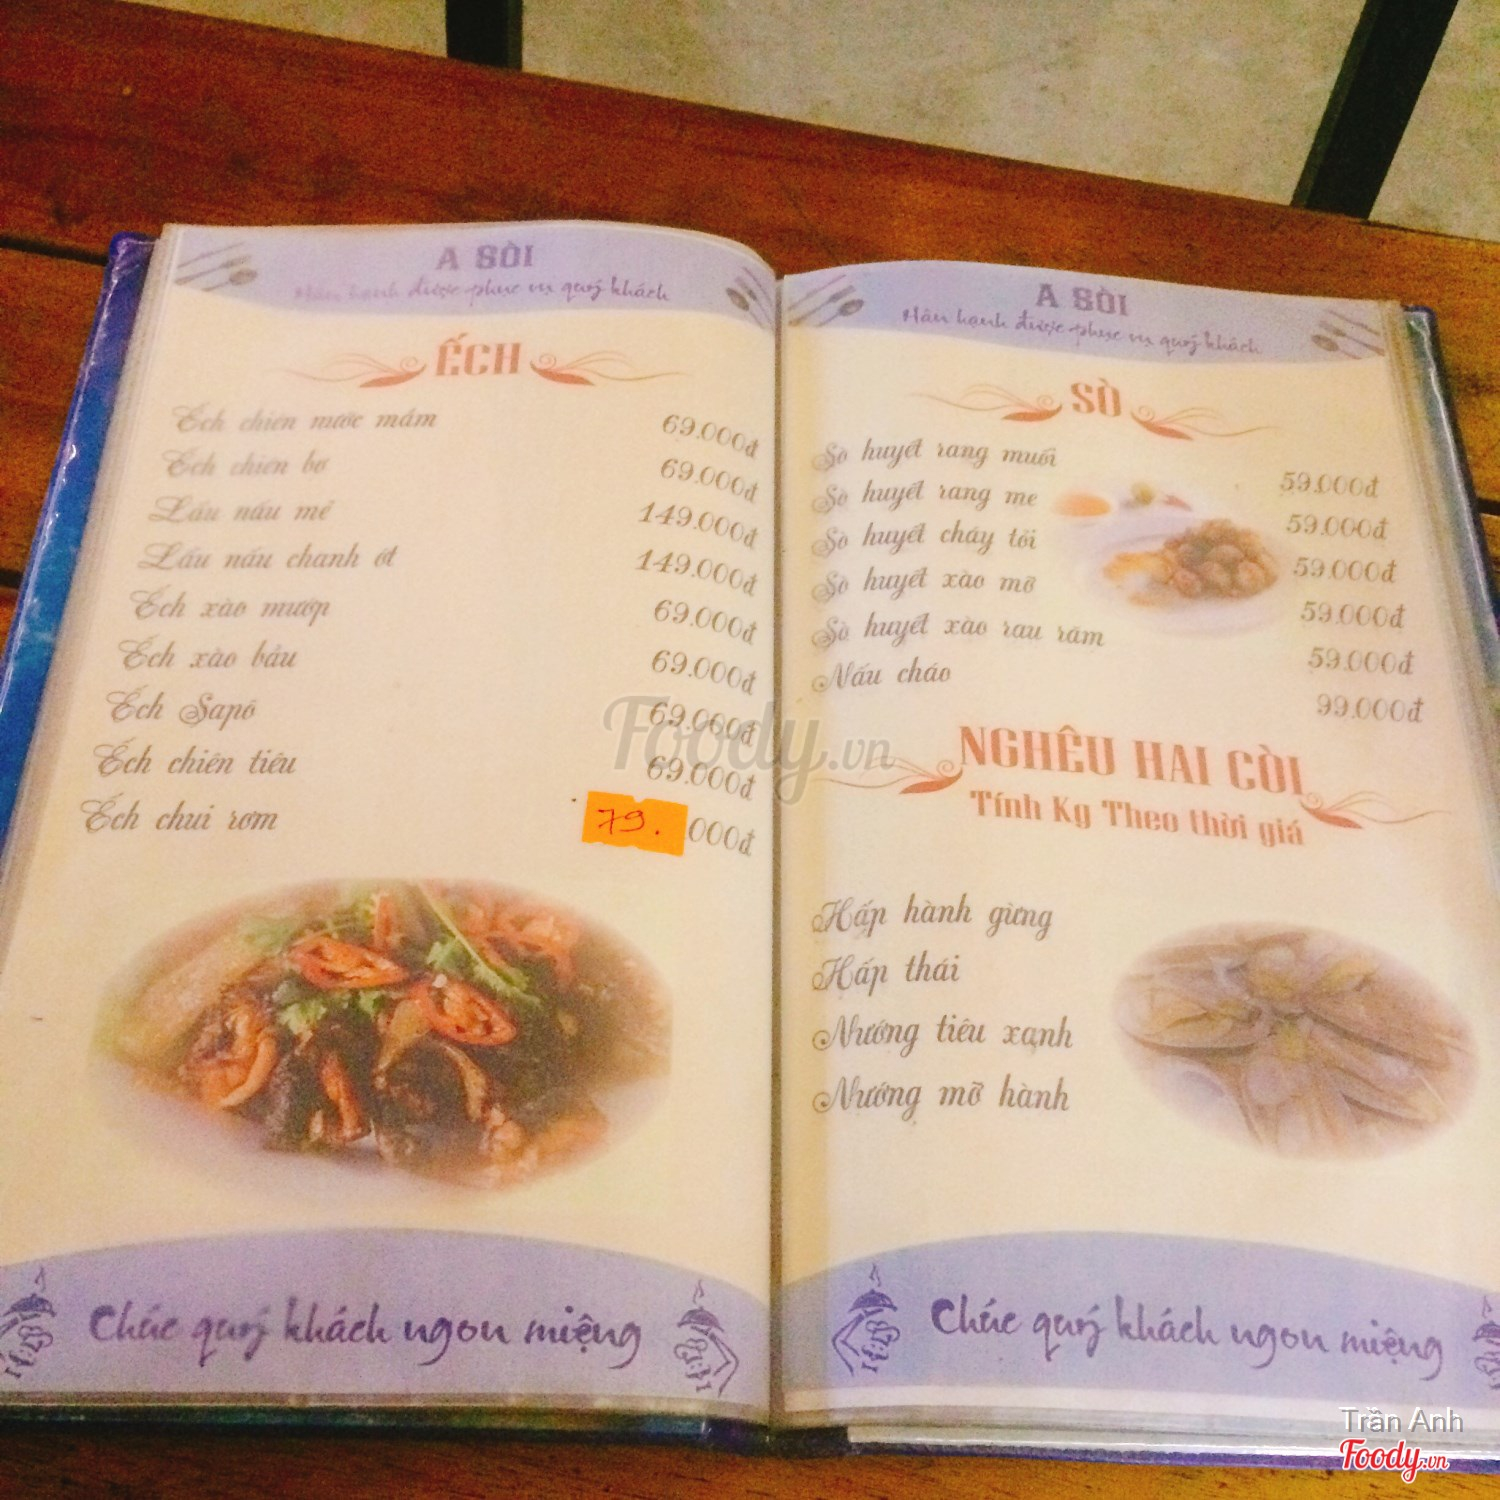 A SÒI
Hân hạnh được phục vụ quý khách
ẾCH
Ếch chiên nước mắm 69.000đ
Ếch chiên bơ 69.000đ
Lẩu nấu mẻ 149.000đ
Lẩu nấu chanh ớt 149.000đ
Ếch xào mướp 69.000đ
Ếch xào bầu 69.000đ
Ếch Sapô 69.000đ
Ếch chiên tiêu 69.000đ
Ếch chui rơm 79.000đ
Chúc quý khách ngon miệng
A SÒI
Hân hạnh được phục vụ quý khách
SÒ
Sò huyết rang muối 59.000đ
Sò huyết rang me 59.000đ
Sò huyết cháy tỏi 59.000đ
Sò huyết xào mỡ 59.000đ
Sò huyết xào rau răm 59.000đ
Nấu cháo 99.000đ
NGHÊU HAI CÒI
Tính Kg Theo thời giá
Hấp hành gừng
Hấp thái
Nướng tiêu xanh
Nướng mỡ hành
Chúc quý khách ngon miệng
Foody.vn
Trần Anh
Foody.vn